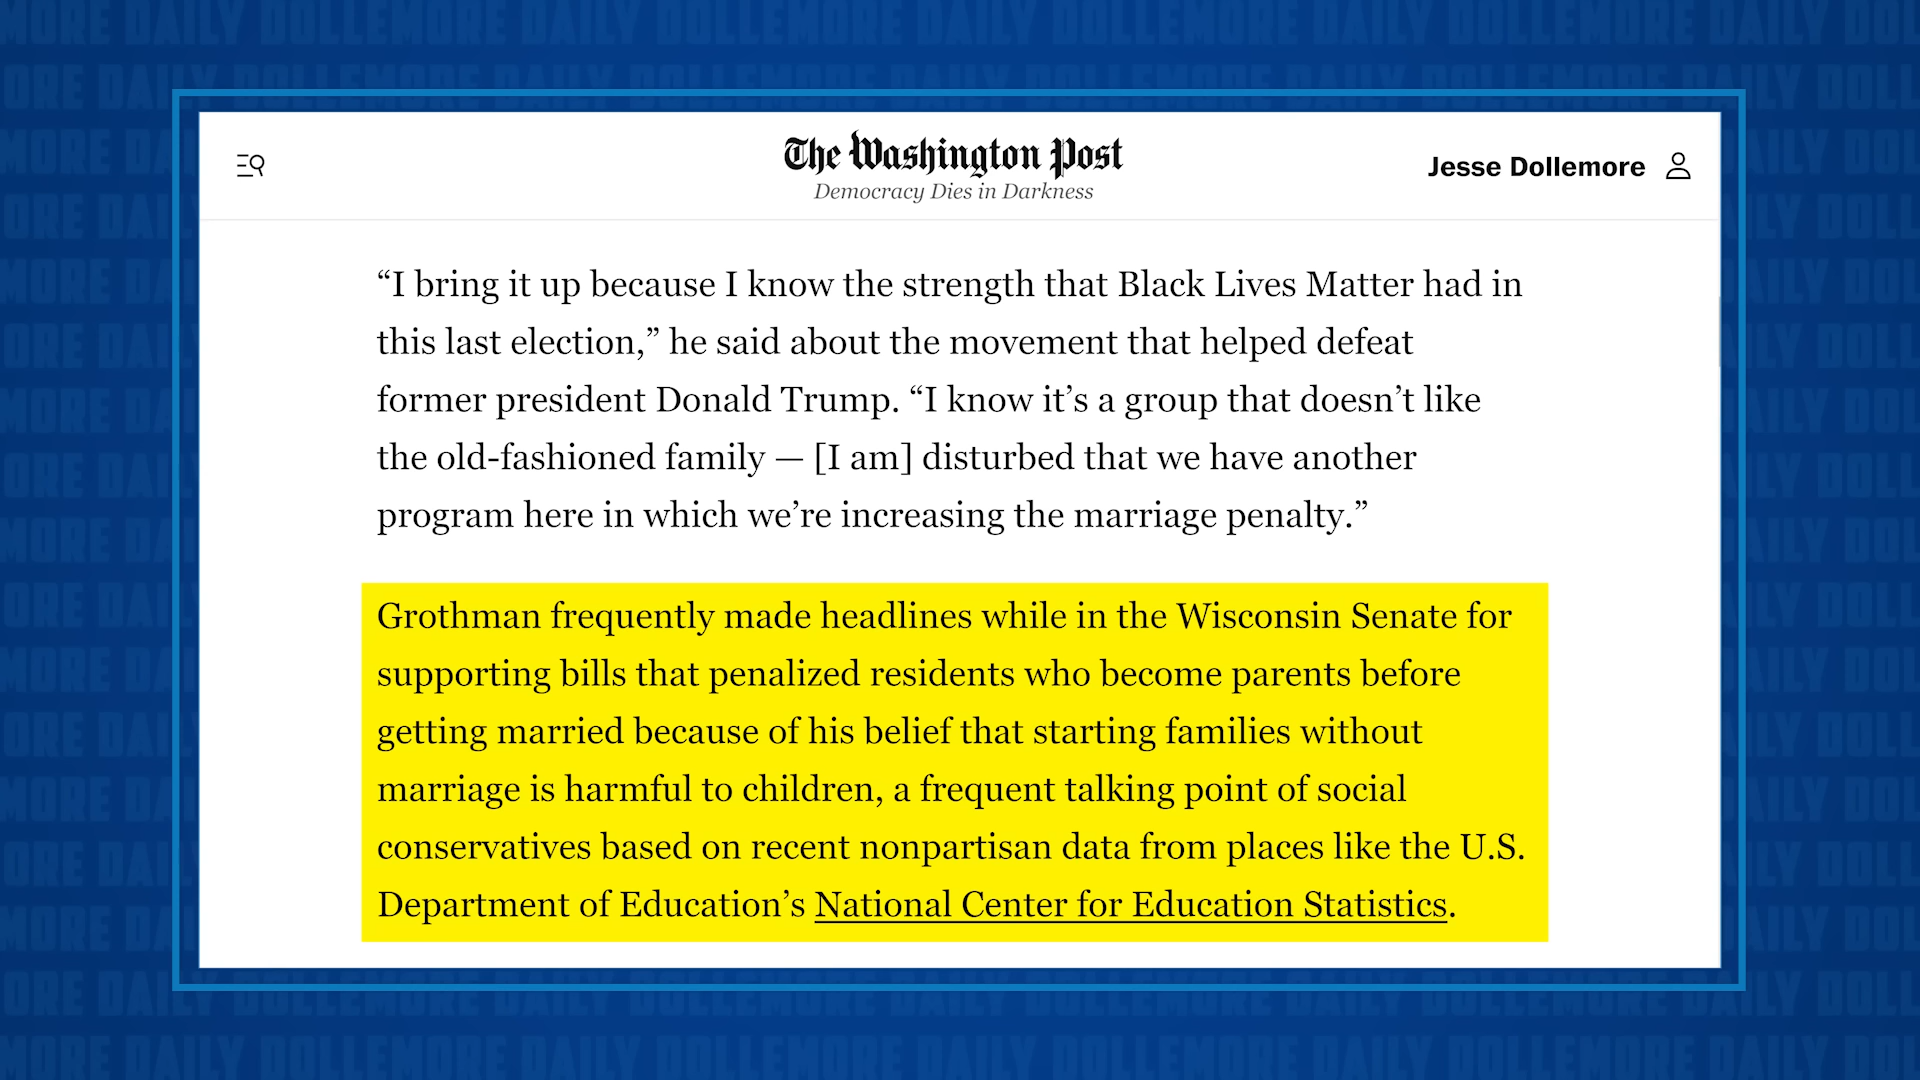 The Washington Post
Democracy Dies in Darkness
Jesse Dollemore
“I bring it up because I know the strength that Black Lives Matter had in
this last election,” he said about the movement that helped defeat
former president Donald Trump. “I know it’s a group that doesn’t like
the old-fashioned family — [I am] disturbed that we have another
program here in which we’re increasing the marriage penalty.”
Grothman frequently made headlines while in the Wisconsin Senate for
supporting bills that penalized residents who become parents before
getting married because of his belief that starting families without
marriage is harmful to children, a frequent talking point of social
conservatives based on recent nonpartisan data from places like the U.S.
Department of Education’s National Center for Education Statistics.